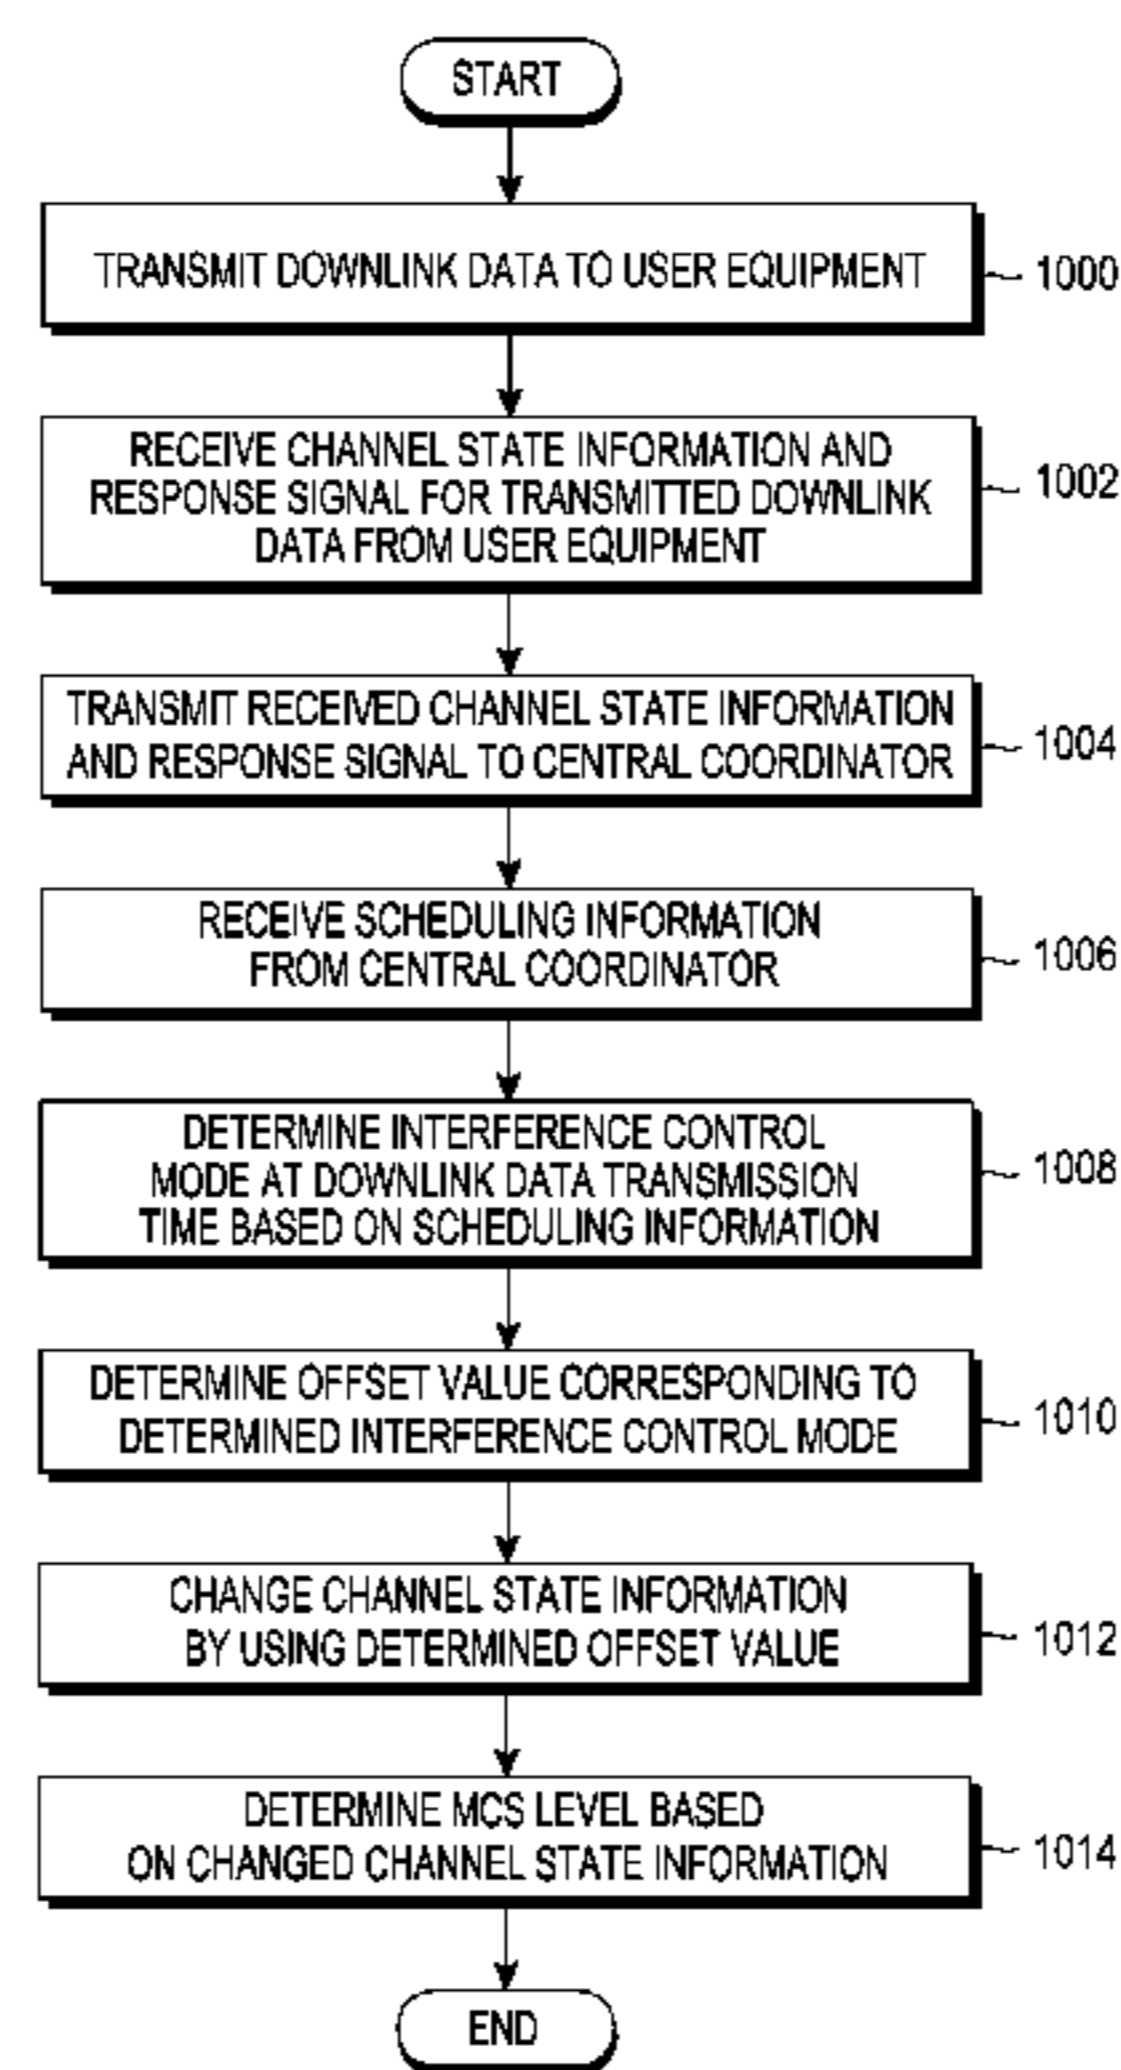 START
TRANSMIT DOWNLINK DATA TO USER EQUIPMENT
1000
RECEIVE CHANNEL STATE INFORMATION AND
RESPONSE SIGNAL FOR TRANSMITTED DOWNLINK
DATA FROM USER EQUIPMENT
1002
TRANSMIT RECEIVED CHANNEL STATE INFORMATION
AND RESPONSE SIGNAL TO CENTRAL COORDINATOR
1004
RECEIVE SCHEDULING INFORMATION
FROM CENTRAL COORDINATOR
1006
DETERMINE INTERFERENCE CONTROL
MODE AT DOWNLINK DATA TRANSMISSION
TIME BASED ON SCHEDULING INFORMATION
1008
DETERMINE OFFSET VALUE CORRESPONDING TO
DETERMINED INTERFERENCE CONTROL MODE
1010
CHANGE CHANNEL STATE INFORMATION
BY USING DETERMINED OFFSET VALUE
1012
DETERMINE MCS LEVEL BASED
ON CHANGED CHANNEL STATE INFORMATION
1014
END